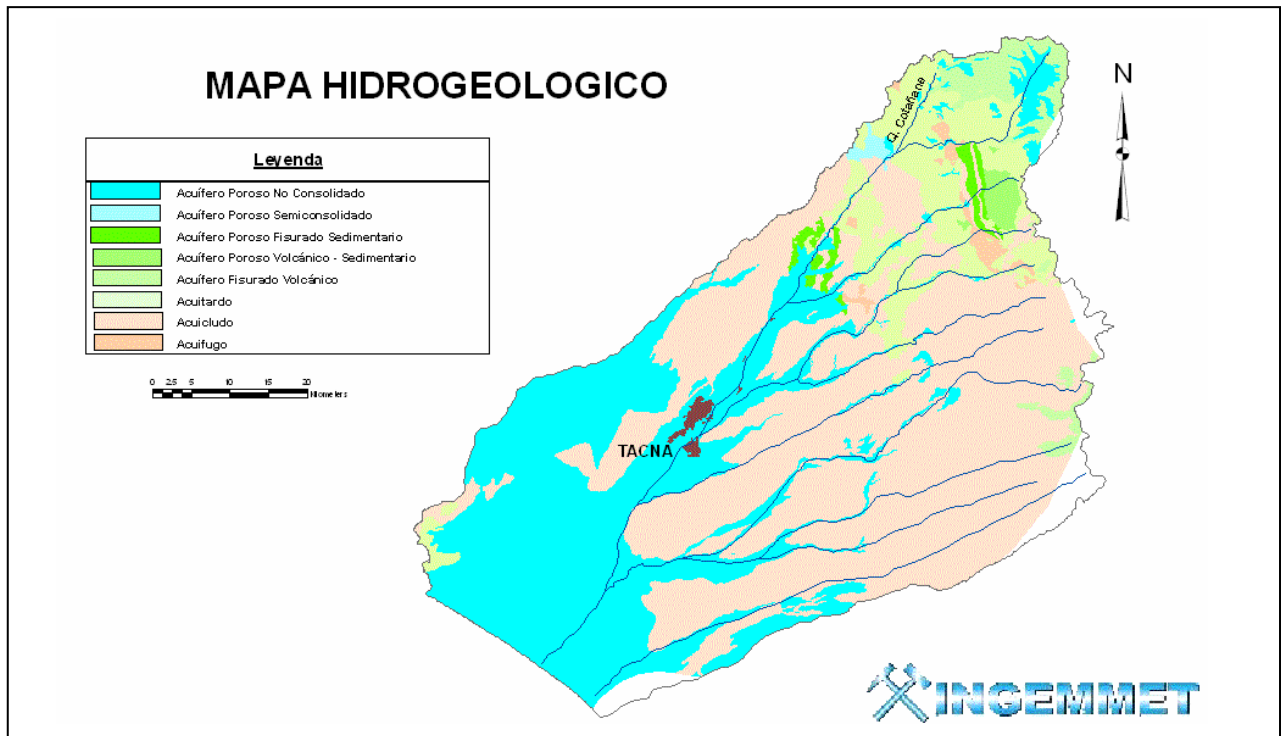 MAPA HIDROGEOLOGICO
Leyenda
Acuífero Poroso No Consolidado
Acuífero Poroso Semiconsolidado
Acuífero Poroso Fisurado Sedimentario
Acuífero Poroso Volcánico - Sedimentario
Acuífero Fisurado Volcánico
Acuitardo
Acuicludo
Acuifugo
0 2.5 5 10 15 20
Kilometers
Q. Cotañane
N
TACNA
INGEMMET